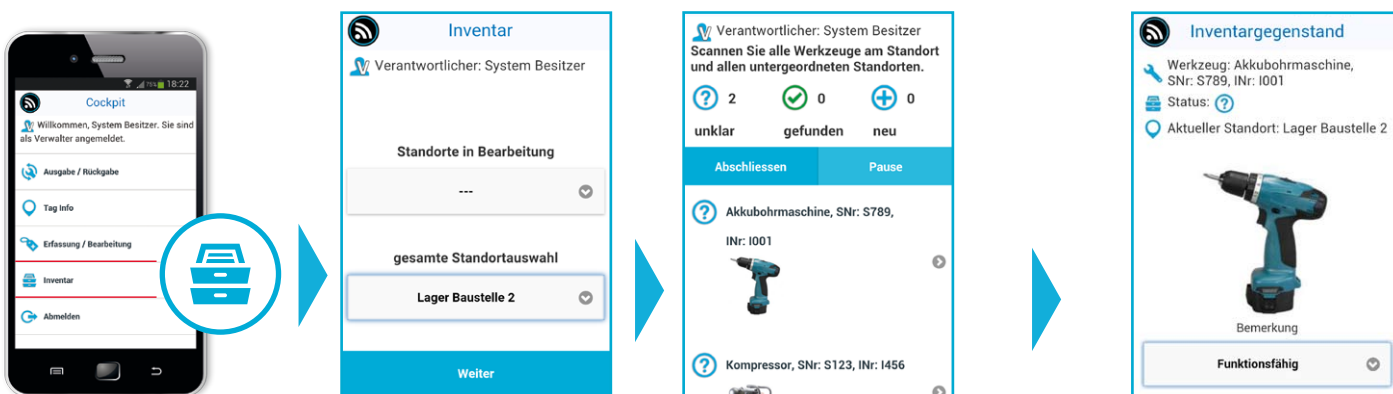 18:22
Cockpit
Willkommen, System Besitzer. Sie sind
als Verwalter angemeldet.
Ausgabe / Rückgabe
Tag Info
Erfassung / Bearbeitung
Inventar
Abmelden
Inventar
Verantwortlicher: System Besitzer
Standorte in Bearbeitung
---
gesamte Standortauswahl
Lager Baustelle 2
Weiter
Verantwortlicher: System Besitzer
Scannen Sie alle Werkzeuge am Standort
und allen untergeordneten Standorten.
2 0 0
unklar gefunden neu
Abschliessen Pause
Akkubohrmaschine, SNr: S789,
INr: I001
Kompressor, SNr: S123, INr: I456
Inventargegenstand
Werkzeug: Akkubohrmaschine,
SNr: S789, INr: I001
Status:
Aktueller Standort: Lager Baustelle 2
Bemerkung
Funktionsfähig